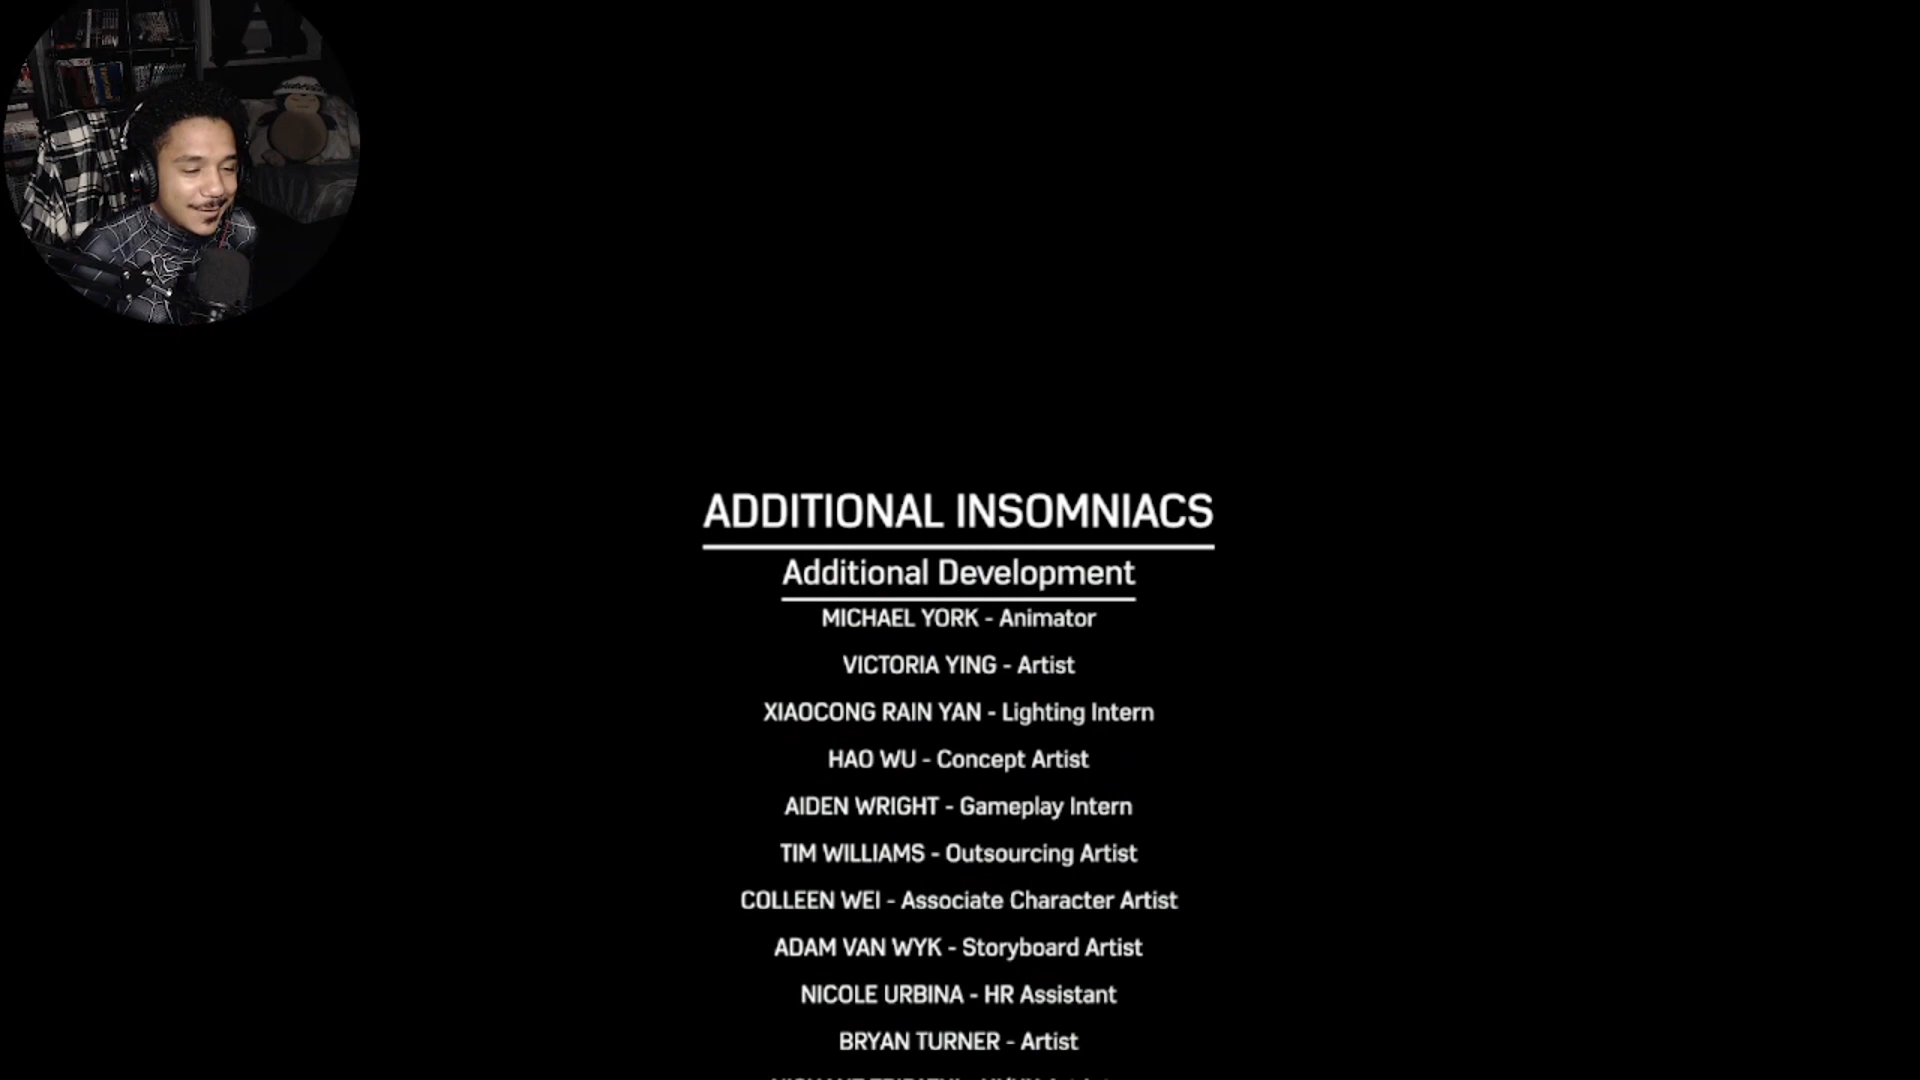 ADDITIONAL INSOMNIACS
Additional Development
MICHAEL YORK - Animator
VICTORIA YING - Artist
XIAOCONG RAIN YAN - Lighting Intern
HAO WU - Concept Artist
AIDEN WRIGHT - Gameplay Intern
TIM WILLIAMS - Outsourcing Artist
COLLEEN WEI - Associate Character Artist
ADAM VAN WYK - Storyboard Artist
NICOLE URBINA - HR Assistant
BRYAN TURNER - Artist